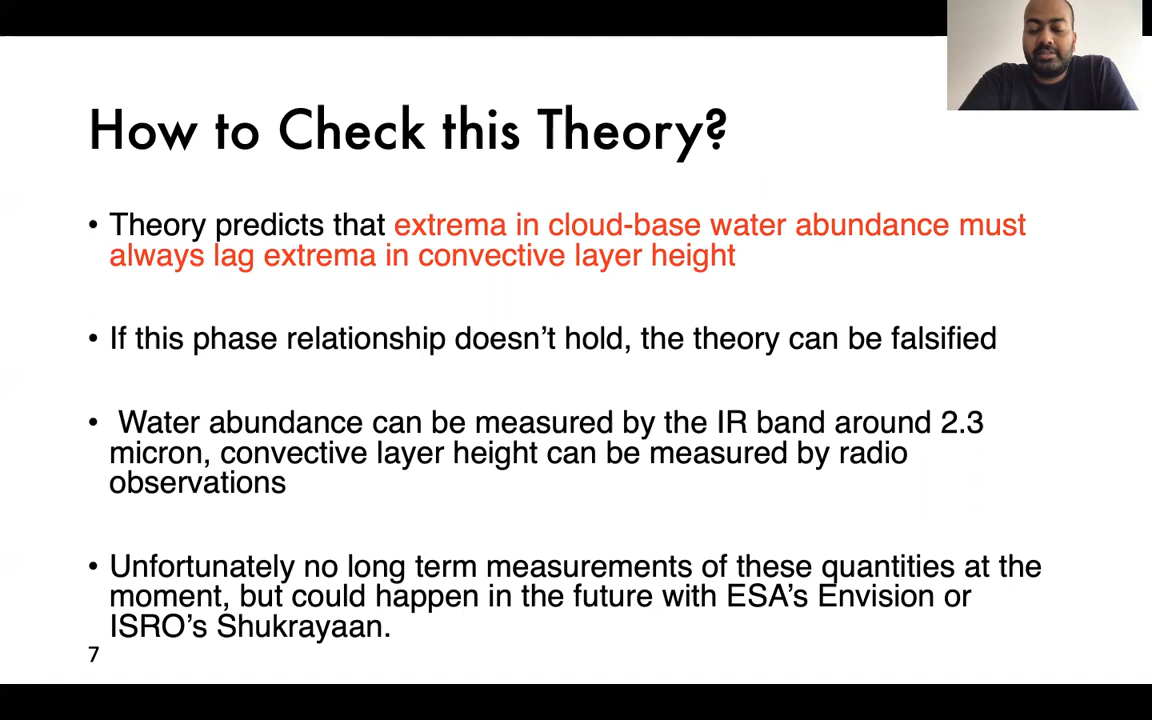 How to Check this Theory?
• Theory predicts that extrema in cloud-base water abundance must
always lag extrema in convective layer height
• If this phase relationship doesn’t hold, the theory can be falsified
• Water abundance can be measured by the IR band around 2.3
micron, convective layer height can be measured by radio
observations
• Unfortunately no long term measurements of these quantities at the
moment, but could happen in the future with ESA’s Envision or
ISRO’s Shukrayaan.
7